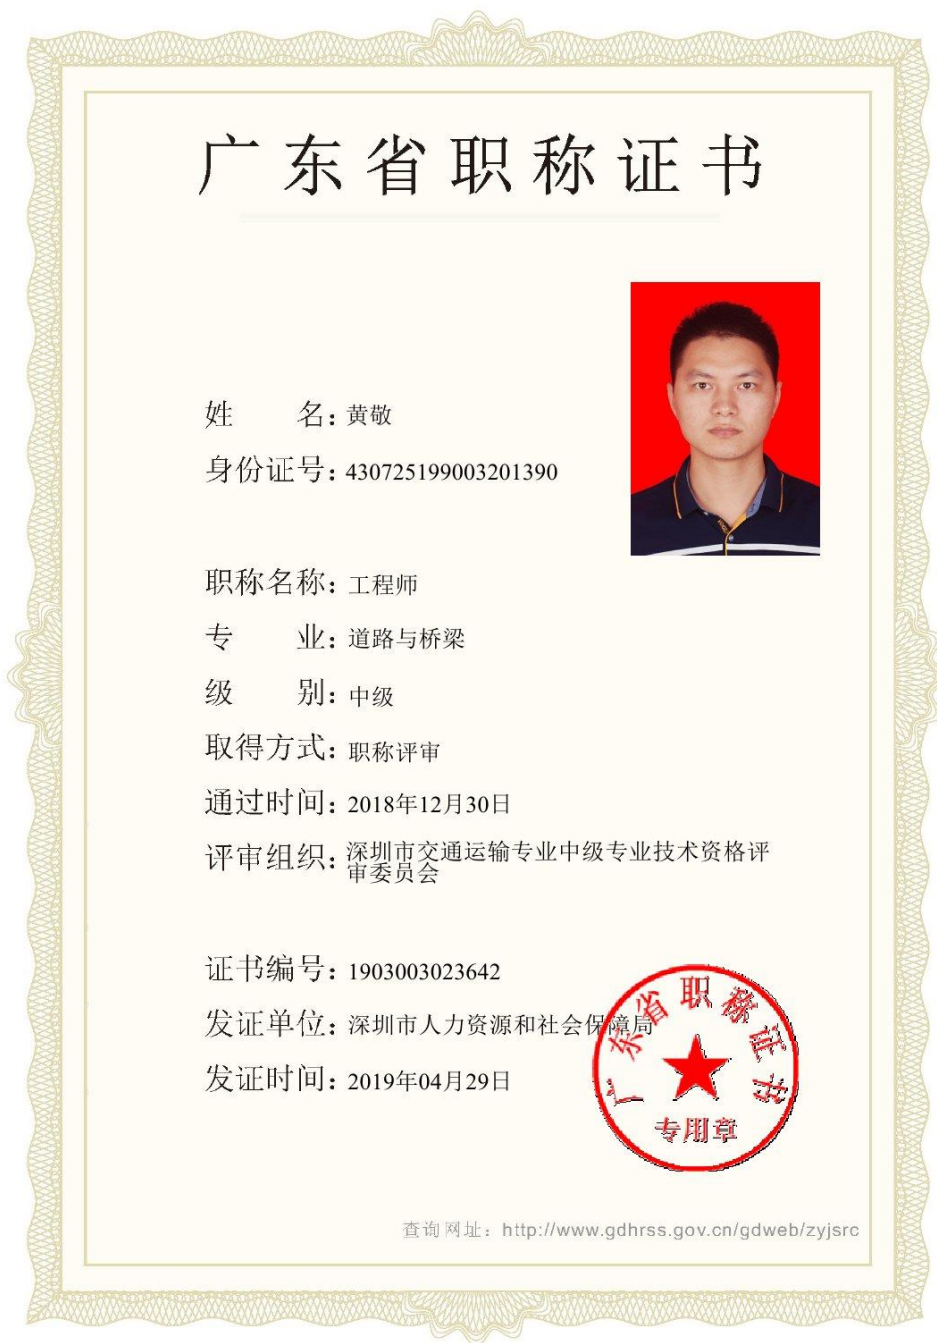 广东省职称证书
姓名：黄敬
身份证号：430725199003201390
职称名称：工程师
专业：道路与桥梁
级别：中级
取得方式：职称评审
通过时间：2018年12月30日
评审组织：深圳市交通运输专业中级专业技术资格评
审委员会
证书编号：1903003023642
发证单位：深圳市人力资源和社会保障局
发证时间：2019年04月29日
广东省职称证书
专用章
查询网址：http://www.gdhrss.gov.cn/gdweb/zyjsrc